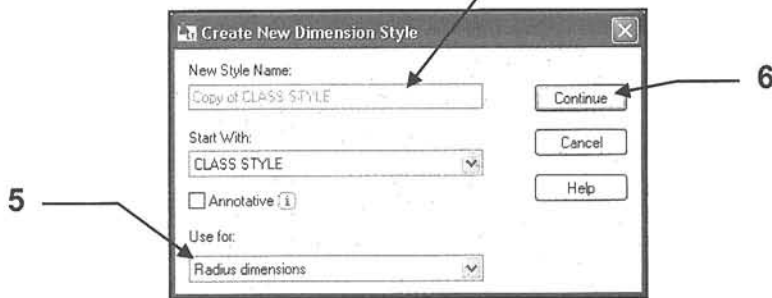 Create New Dimension Style
New Style Name:
Copy of CLASS STYLE
Continue
6
Start With:
CLASS STYLE
Cancel
Annotative i
Help
5
Use for:
Radius dimensions